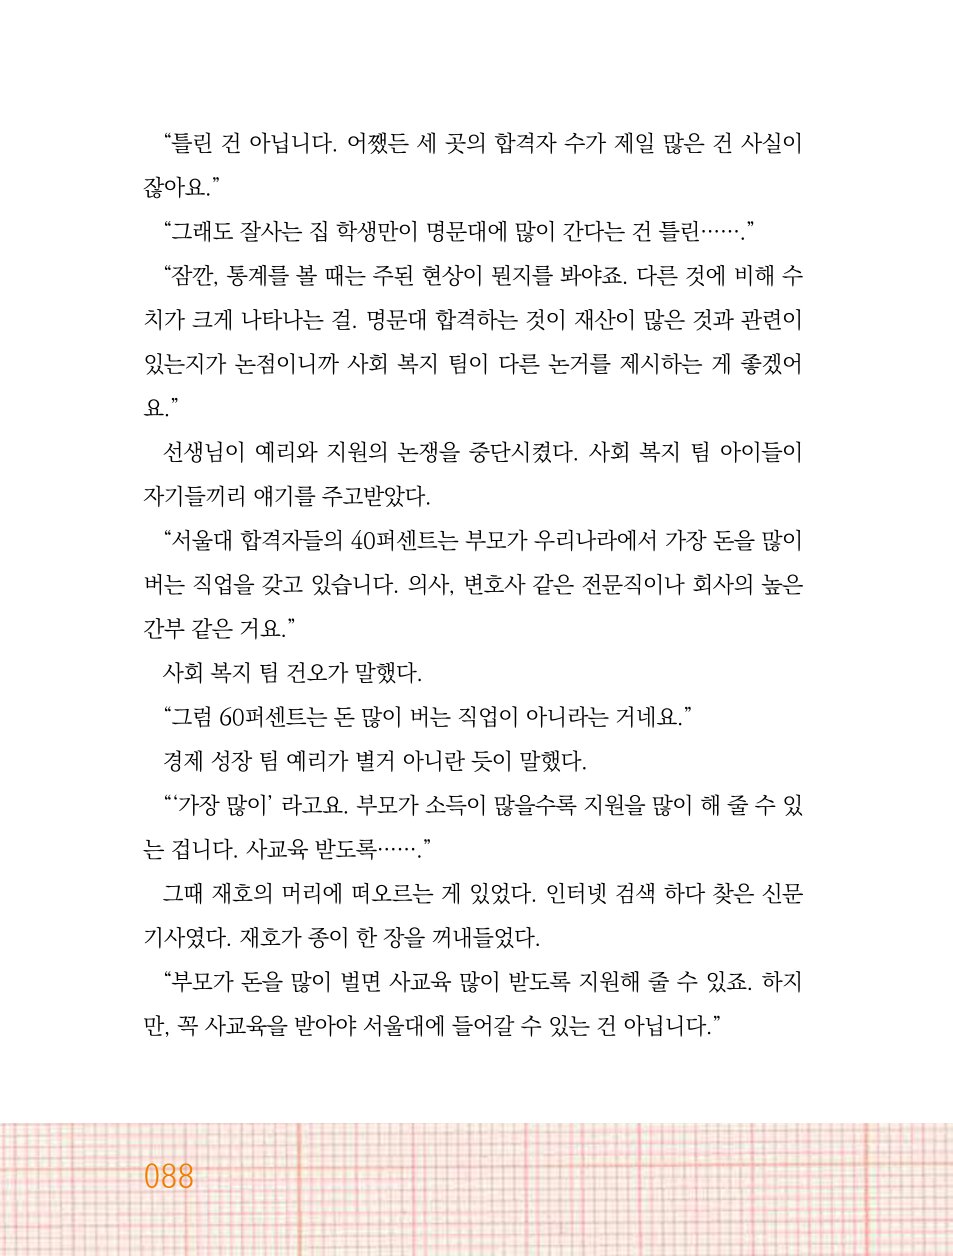 “틀린 건 아닙니다. 어쨌든 세 곳의 합격자 수가 제일 많은 건 사실이
잖아요.”
“그래도 잘사는 집 학생만이 명문대에 많이 간다는 건 틀린…….”
“잠깐, 통계를 볼 때는 주된 현상이 뭔지를 봐야죠. 다른 것에 비해 수
치가 크게 나타나는 걸. 명문대 합격하는 것이 재산이 많은 것과 관련이
있는지가 논점이니까 사회 복지 팀이 다른 논거를 제시하는 게 좋겠어
요.”
선생님이 예리와 지원의 논쟁을 중단시켰다. 사회 복지 팀 아이들이
자기들끼리 얘기를 주고받았다.
“서울대 합격자들의 40퍼센트는 부모가 우리나라에서 가장 돈을 많이
버는 직업을 갖고 있습니다. 의사, 변호사 같은 전문직이나 회사의 높은
간부 같은 거요.”
사회 복지 팀 건오가 말했다.
“그럼 60퍼센트는 돈 많이 버는 직업이 아니라는 거네요.”
경제 성장 팀 예리가 별거 아니란 듯이 말했다.
“‘가장 많이’ 라고요. 부모가 소득이 많을수록 지원을 많이 해 줄 수 있
는 겁니다. 사교육 받도록…….”
그때 재호의 머리에 떠오르는 게 있었다. 인터넷 검색 하다 찾은 신문
기사였다. 재호가 종이 한 장을 꺼내들었다.
“부모가 돈을 많이 벌면 사교육 많이 받도록 지원해 줄 수 있죠. 하지
만, 꼭 사교육을 받아야 서울대에 들어갈 수 있는 건 아닙니다.”
088